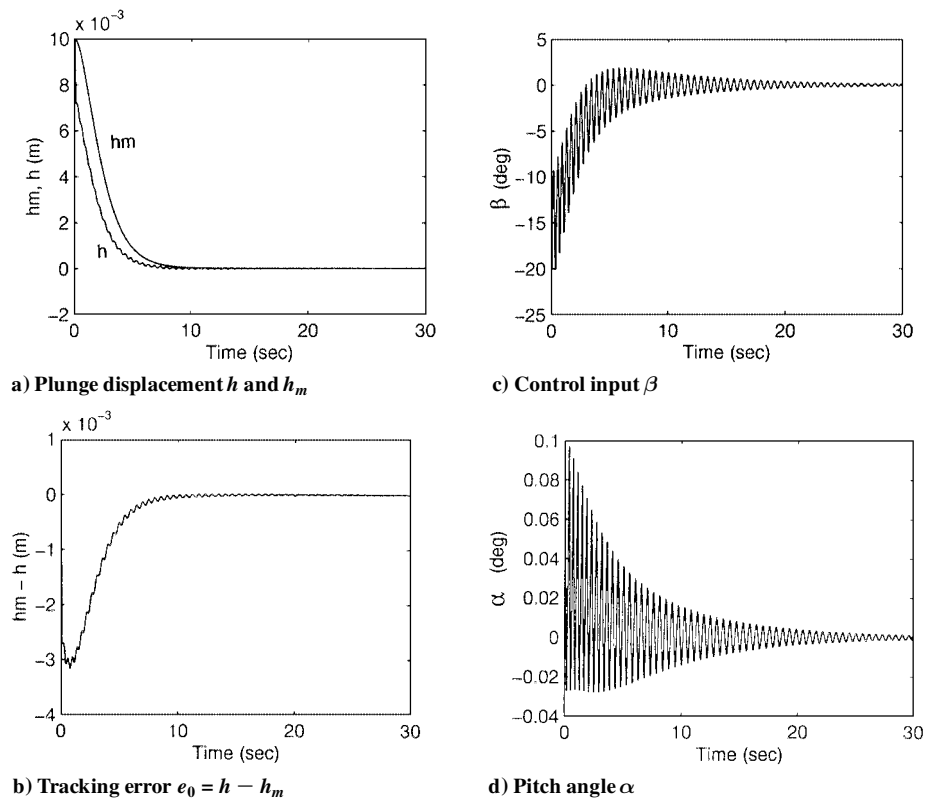 x 10⁻³
10
8
6
4
2
0
−2
hm, h (m)
hm
h
0 10 20 30
Time (sec)
a) Plunge displacement h and hₘ
5
0
−5
−10
−15
−20
−25
β (deg)
0 10 20 30
Time (sec)
c) Control input β
x 10⁻³
1
0
−1
−2
−3
−4
hm − h (m)
0 10 20 30
Time (sec)
b) Tracking error e₀ = h − hₘ
0.1
0.08
0.06
0.04
0.02
0
−0.02
−0.04
α (deg)
0 10 20 30
Time (sec)
d) Pitch angle α